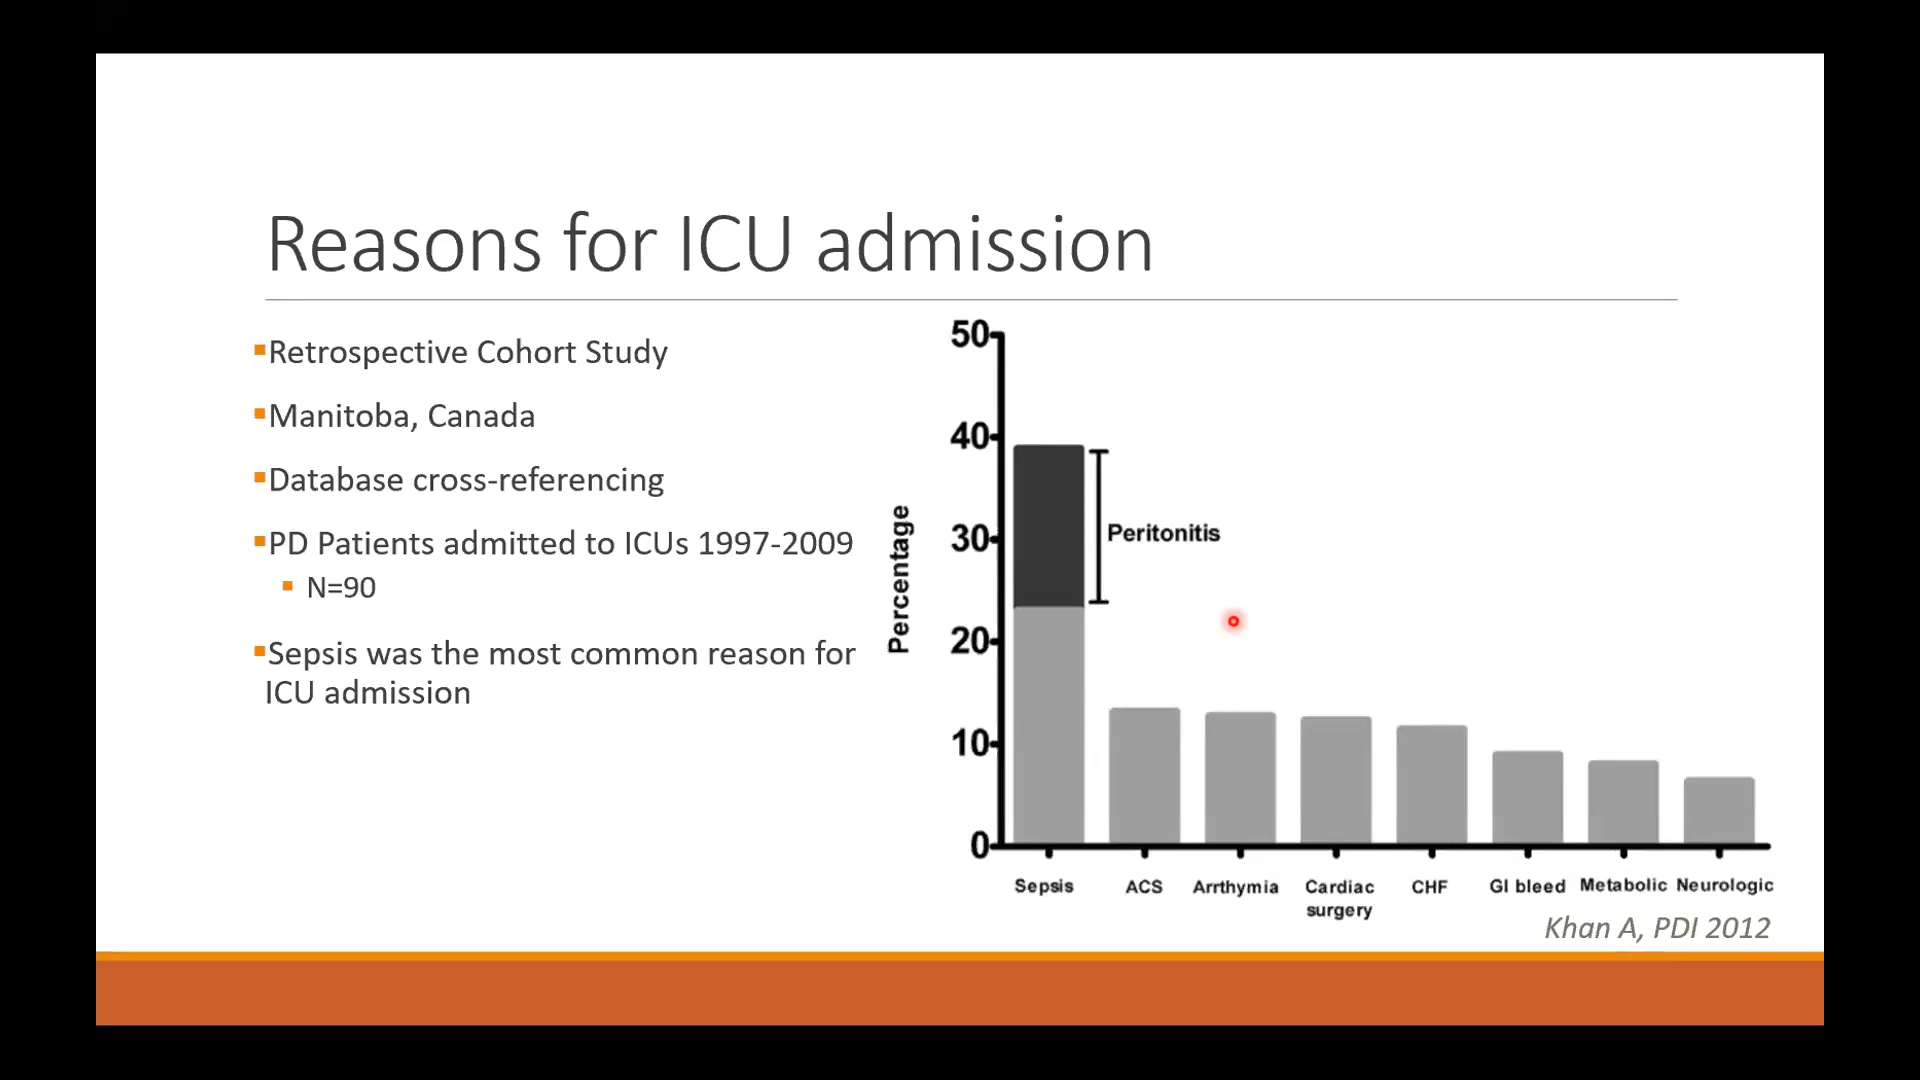 Reasons for ICU admission
▪Retrospective Cohort Study
▪Manitoba, Canada
▪Database cross-referencing
▪PD Patients admitted to ICUs 1997-2009
▪ N=90
▪Sepsis was the most common reason for
ICU admission
Percentage
50
40
30
20
10
0
Peritonitis
Sepsis ACS Arrthymia Cardiac CHF GI bleed Metabolic Neurologic
surgery
Khan A, PDI 2012